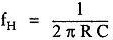 f_H = 1 / (2 π R C)